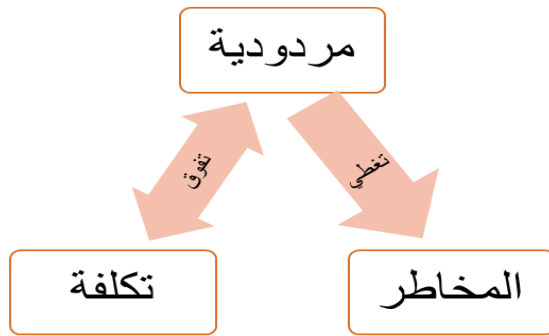 مردودية
تغطي
تفوق
المخاطر
تكلفة